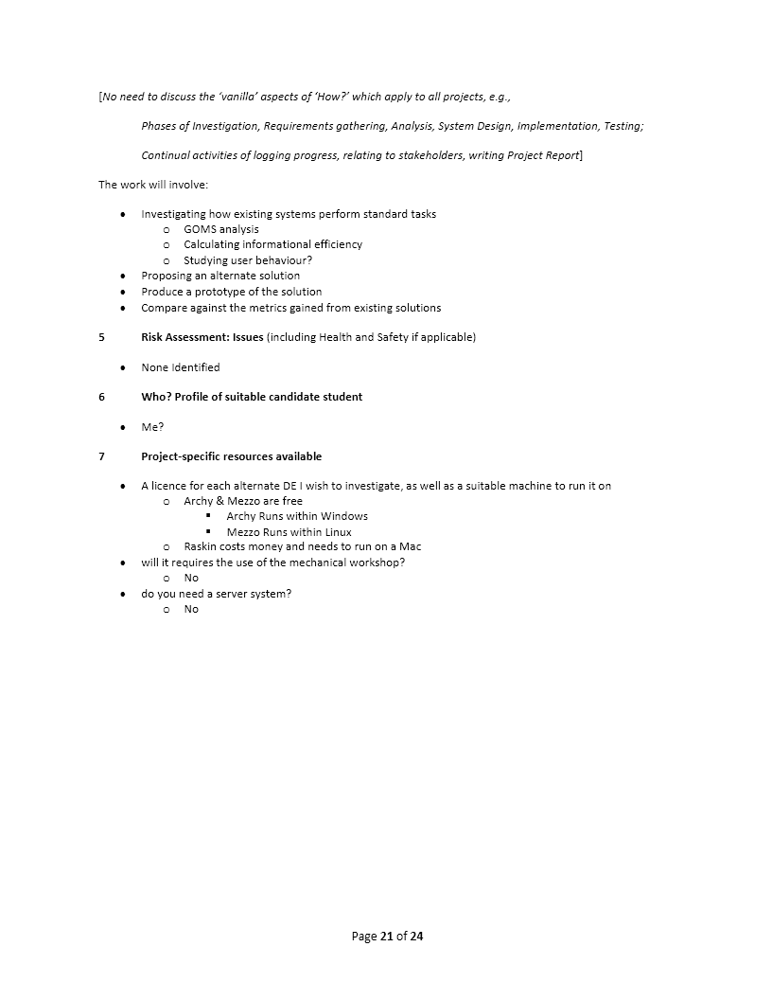 [No need to discuss the ‘vanilla’ aspects of ‘How?’ which apply to all projects, e.g.,
Phases of Investigation, Requirements gathering, Analysis, System Design, Implementation, Testing;
Continual activities of logging progress, relating to stakeholders, writing Project Report]
The work will involve:
• Investigating how existing systems perform standard tasks
o GOMS analysis
o Calculating informational efficiency
o Studying user behaviour?
• Proposing an alternate solution
• Produce a prototype of the solution
• Compare against the metrics gained from existing solutions
5 Risk Assessment: Issues (including Health and Safety if applicable)
• None Identified
6 Who? Profile of suitable candidate student
• Me?
7 Project-specific resources available
• A licence for each alternate DE I wish to investigate, as well as a suitable machine to run it on
o Archy & Mezzo are free
▪ Archy Runs within Windows
▪ Mezzo Runs within Linux
o Raskin costs money and needs to run on a Mac
• will it requires the use of the mechanical workshop?
o No
• do you need a server system?
o No
Page 21 of 24